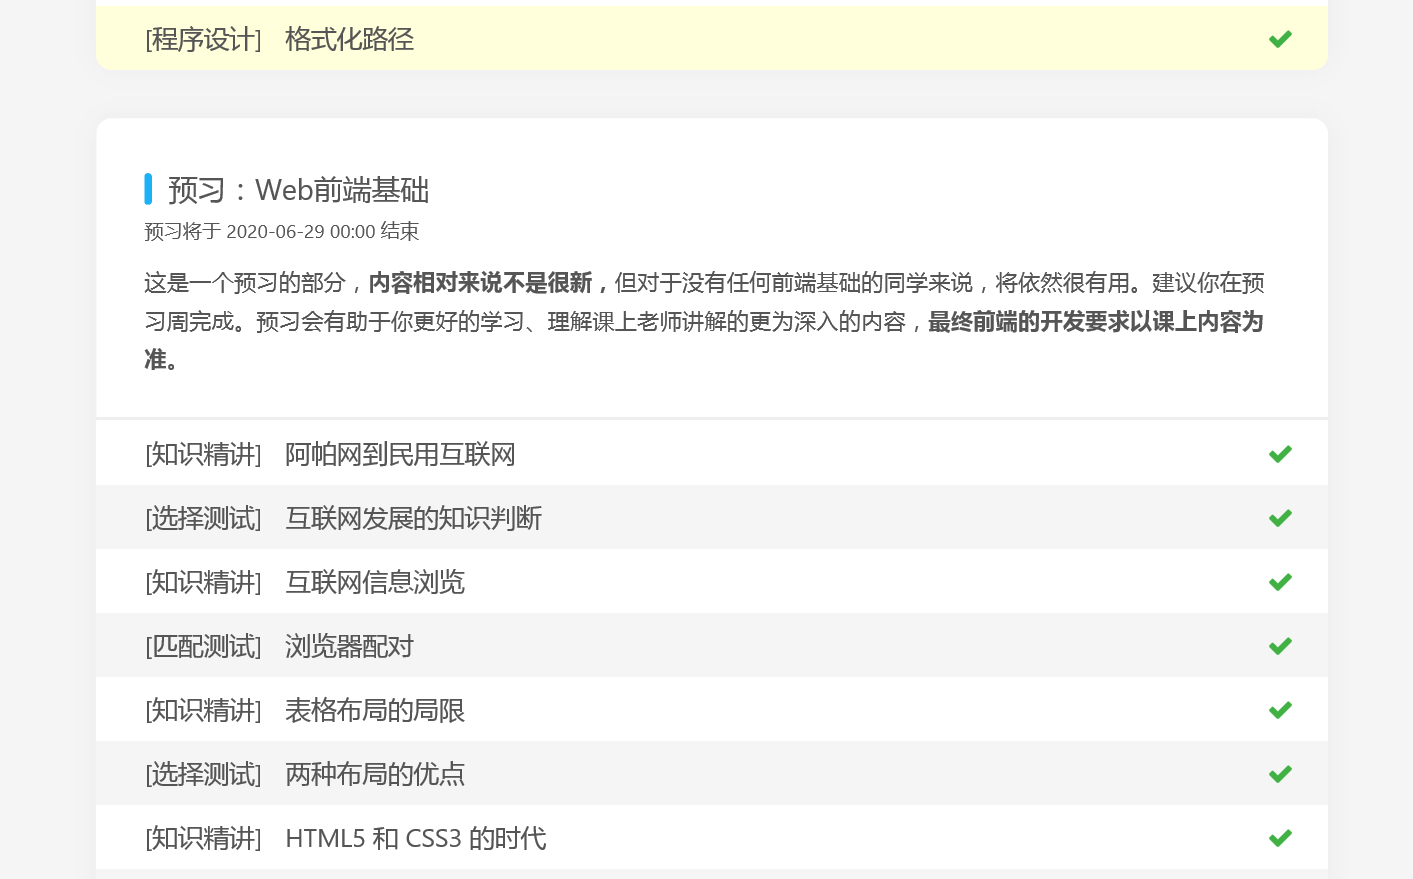 [程序设计] 格式化路径
预习：Web前端基础
预习将于 2020-06-29 00:00 结束
这是一个预习的部分，内容相对来说不是很新，但对于没有任何前端基础的同学来说，将依然很有用。建议你在预
习周完成。预习会有助于你更好的学习、理解课上老师讲解的更为深入的内容，最终前端的开发要求以课上内容为
准。
[知识精讲] 阿帕网到民用互联网
[选择测试] 互联网发展的知识判断
[知识精讲] 互联网信息浏览
[匹配测试] 浏览器配对
[知识精讲] 表格布局的局限
[选择测试] 两种布局的优点
[知识精讲] HTML5 和 CSS3 的时代